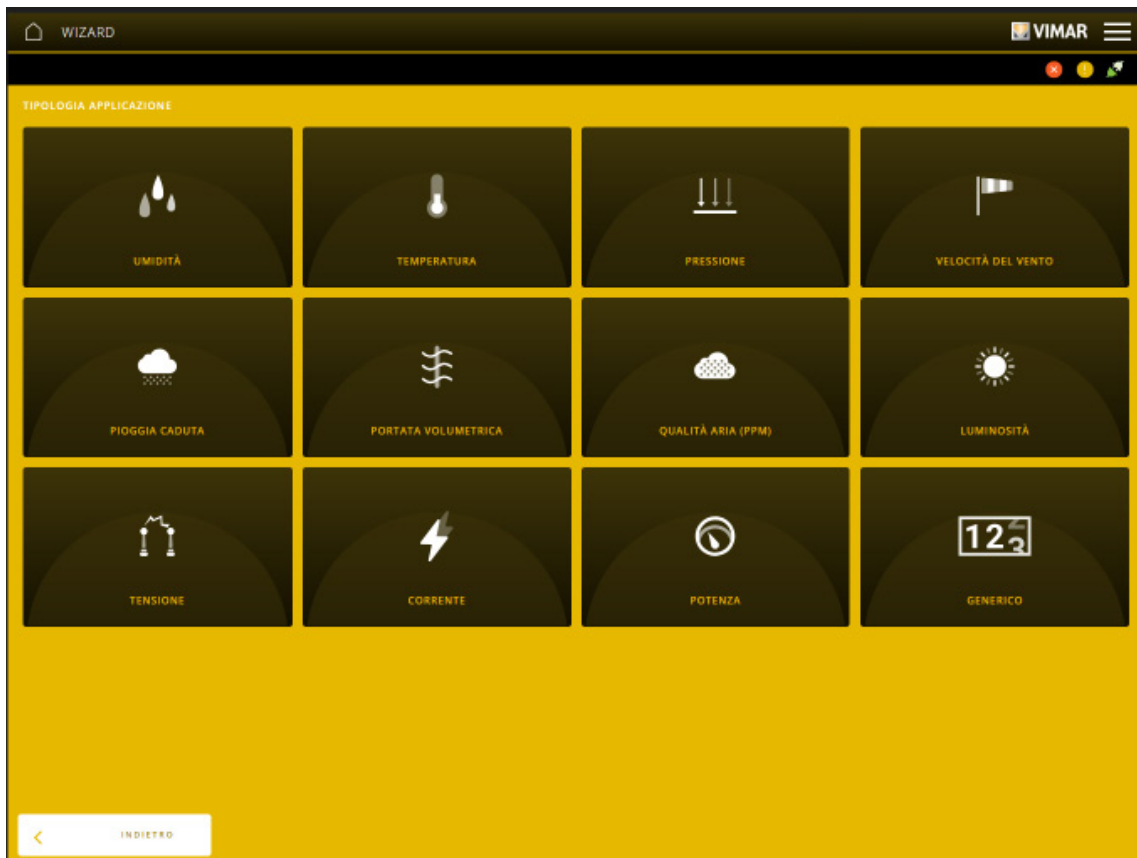 WIZARD
VIMAR
TIPOLOGIA APPLICAZIONE
UMIDITÀ
TEMPERATURA
PRESSIONE
VELOCITÀ DEL VENTO
PIOGGIA CADUTA
PORTATA VOLUMETRICA
QUALITÀ ARIA (PPM)
LUMINOSITÀ
TENSIONE
CORRENTE
POTENZA
123
GENERICO
INDIETRO